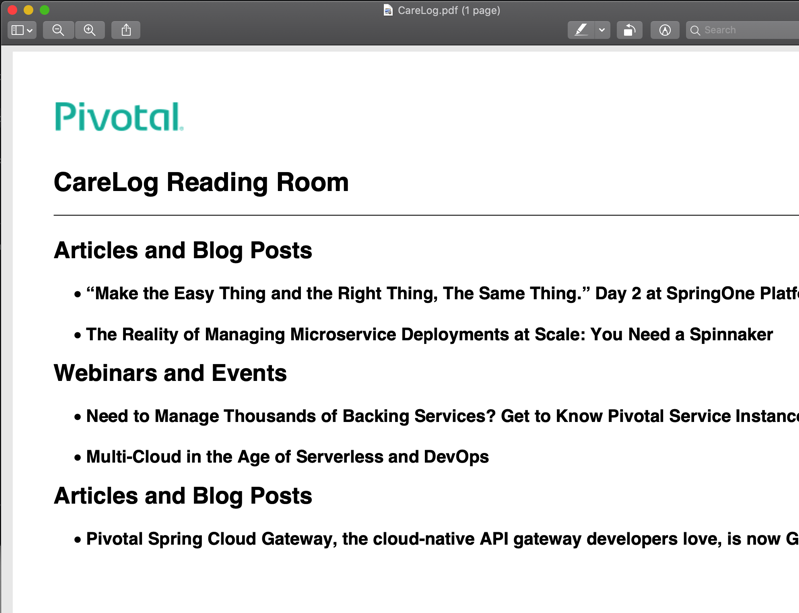 CareLog.pdf (1 page)
Search
Pivotal.
CareLog Reading Room
Articles and Blog Posts
• “Make the Easy Thing and the Right Thing, The Same Thing.” Day 2 at SpringOne Platf
• The Reality of Managing Microservice Deployments at Scale: You Need a Spinnaker
Webinars and Events
• Need to Manage Thousands of Backing Services? Get to Know Pivotal Service Instanc
• Multi-Cloud in the Age of Serverless and DevOps
Articles and Blog Posts
• Pivotal Spring Cloud Gateway, the cloud-native API gateway developers love, is now G